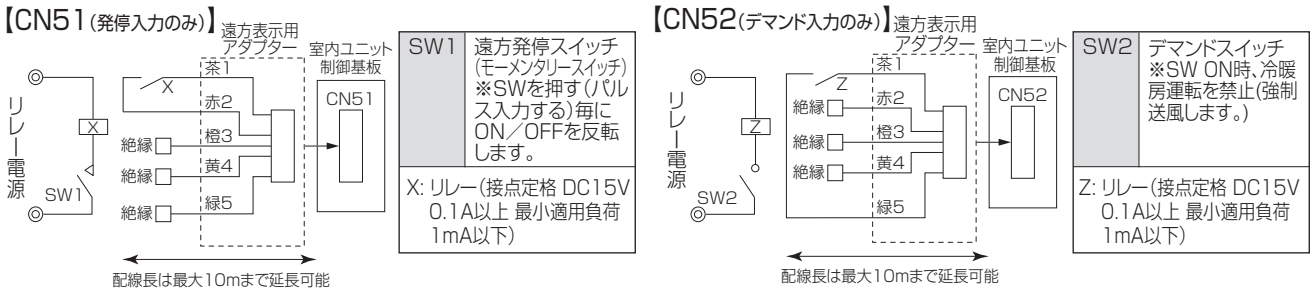 【CN51(発停入力のみ)】
遠方表示用
アダプター
室内ユニット
制御基板
CN51
リレー電源
X
SW1
X
茶1
赤2
絶縁
橙3
絶縁
黄4
絶縁
緑5
配線長は最大10mまで延長可能
SW1
遠方発停スイッチ
(モーメンタリースイッチ)
※SWを押す(パル
ス入力する)毎に
ON/OFFを反転
します。
X: リレー(接点定格 DC15V
0.1A以上 最小適用負荷
1mA以下)
【CN52(デマンド入力のみ)】
遠方表示用
アダプター
室内ユニット
制御基板
CN52
リレー電源
Z
SW2
Z
茶1
絶縁
赤2
絶縁
橙3
絶縁
黄4
緑5
配線長は最大10mまで延長可能
SW2
デマンドスイッチ
※SW ON時、冷暖
房運転を禁止(強制
送風します。)
Z: リレー(接点定格 DC15V
0.1A以上 最小適用負荷
1mA以下)